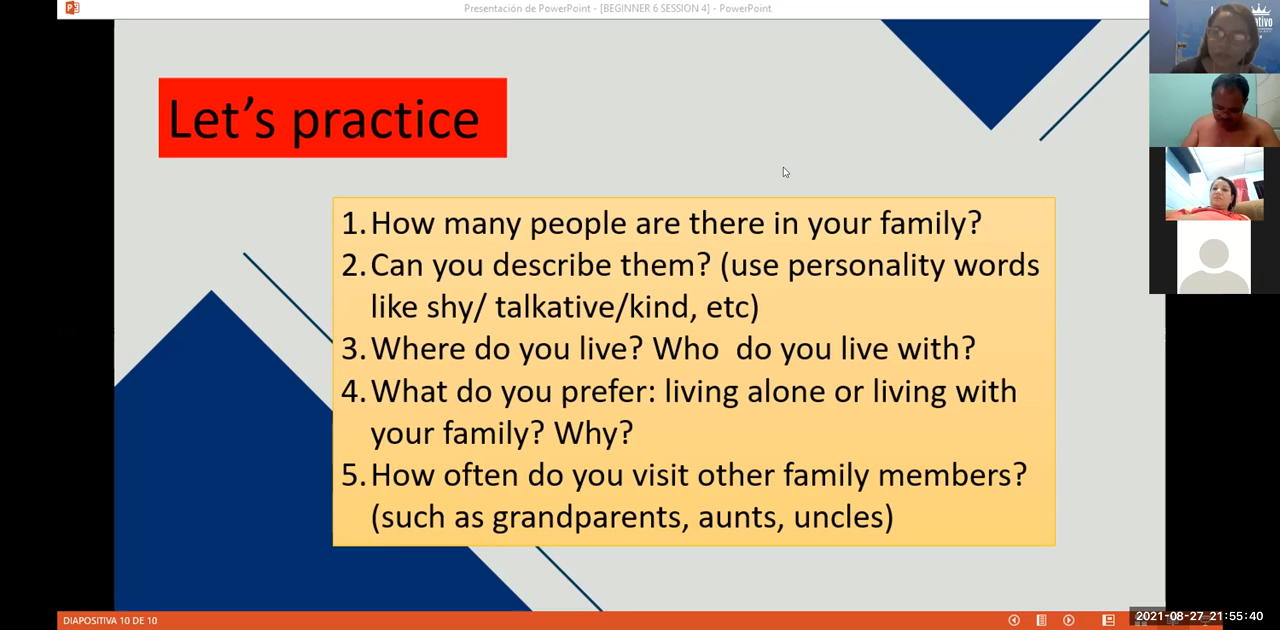 Presentación de PowerPoint - [BEGINNER 6 SESSION 4] - PowerPoint
Let's practice
1. How many people are there in your family?
2. Can you describe them? (use personality words
like shy/ talkative/kind, etc)
3. Where do you live? Who do you live with?
4. What do you prefer: living alone or living with
your family? Why?
5. How often do you visit other family members?
(such as grandparents, aunts, uncles)
DIAPOSITIVA 10 DE 10
2021-08-27 21:55:40